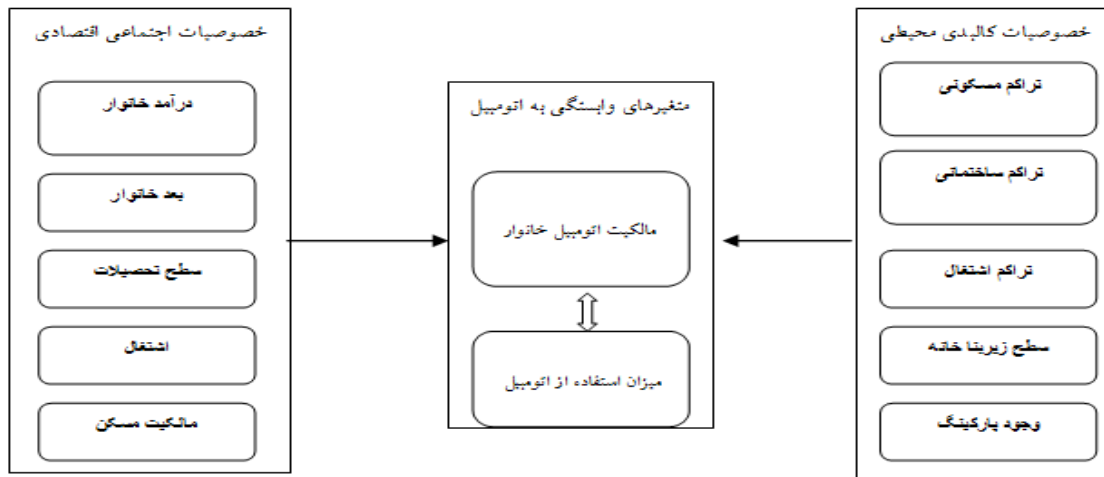 خصوصیات کالبدی محیطی
تراکم مسکونی
تراکم ساختمانی
تراکم اشتغال
سطح زیربنا خانه
وجود پارکینگ
متغیرهای وابستگی به اتومبیل
مالکیت اتومبیل خانوار
میزان استفاده از اتومبیل
خصوصیات اجتماعی اقتصادی
درآمد خانوار
بعد خانوار
سطح تحصیلات
اشتغال
مالکیت مسکن